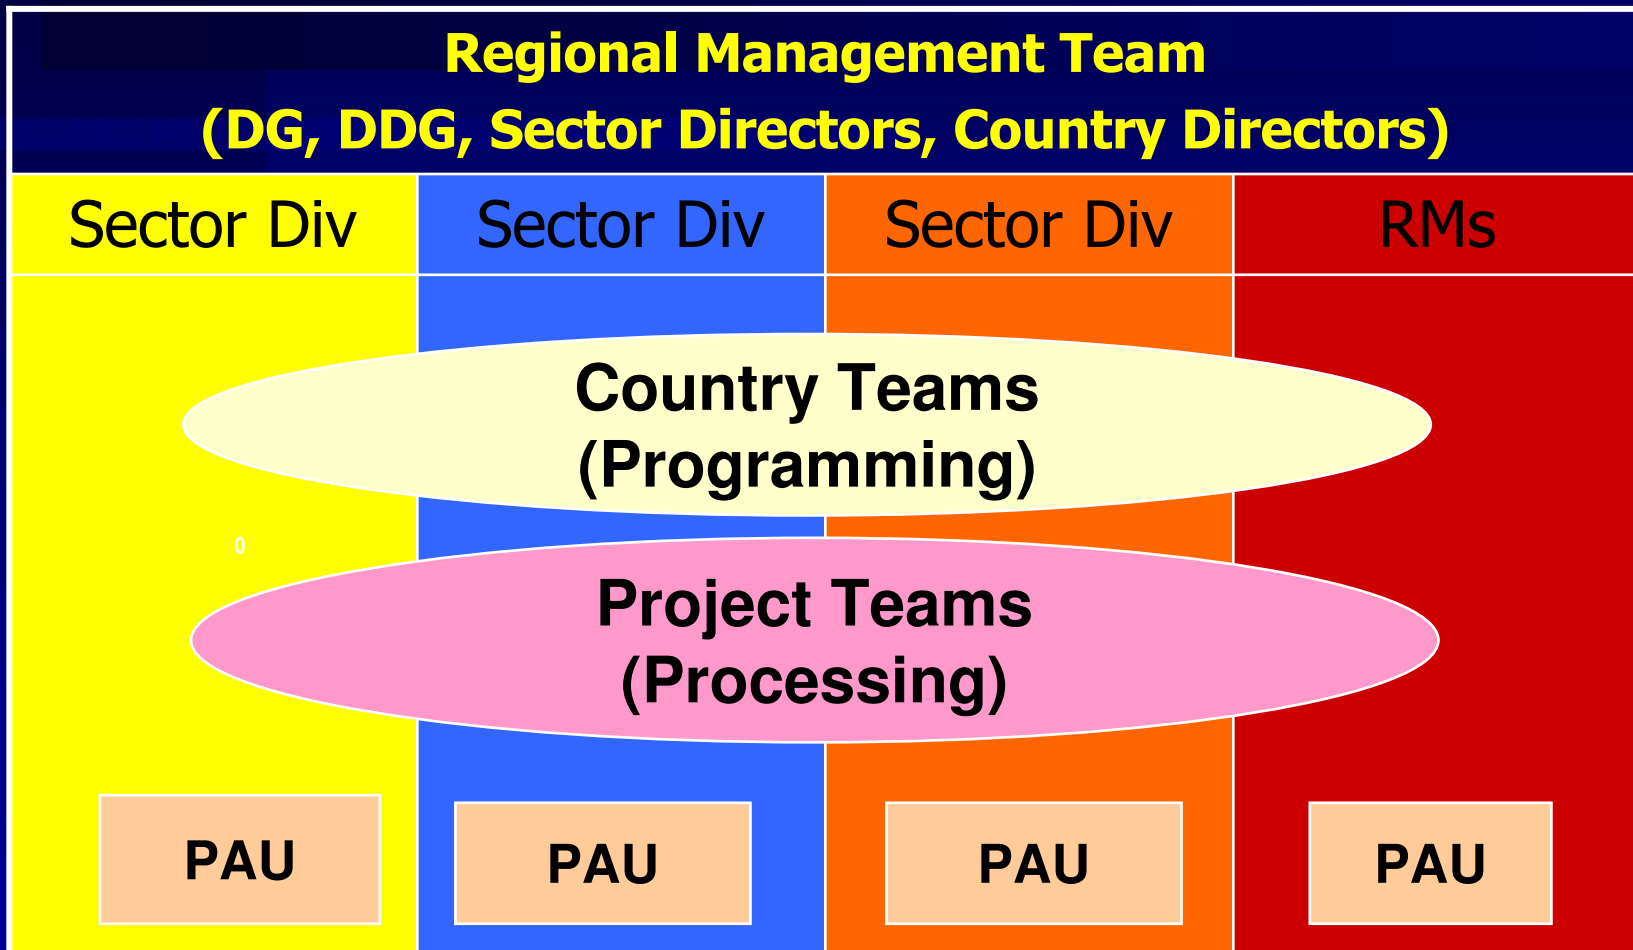 Regional Management Team
(DG, DDG, Sector Directors, Country Directors)
Sector Div
Sector Div
Sector Div
RMs
Country Teams
(Programming)
0
Project Teams
(Processing)
PAU
PAU
PAU
PAU